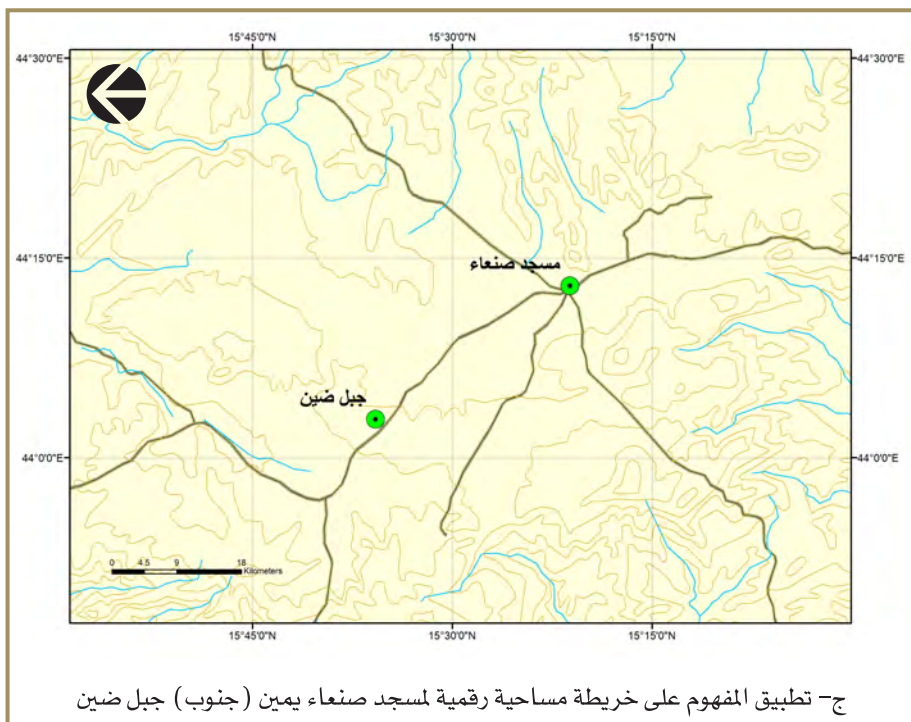 15°45'0"N 15°30'0"N 15°15'0"N
44°30'0"E 44°30'0"E
44°15'0"E 44°15'0"E
مسجد صنعاء
جبل ضين
44°0'0"E 44°0'0"E
0 4.5 9 18
Kilometers
15°45'0"N 15°30'0"N 15°15'0"N
ج- تطبيق المفهوم على خريطة مساحية رقمية لمسجد صنعاء يمين (جنوب) جبل ضين